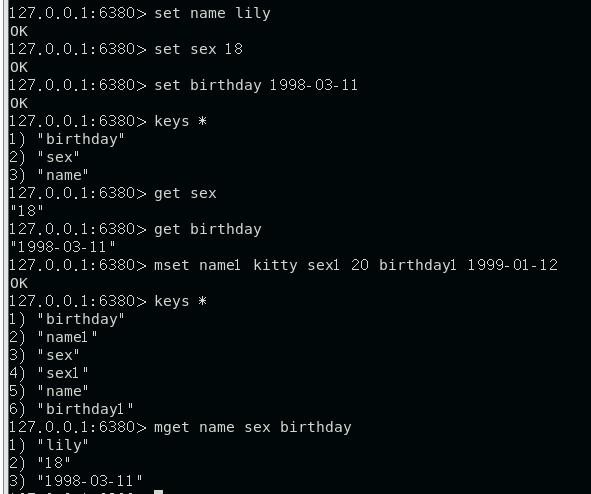 127.0.0.1:6380> set name lily
OK
127.0.0.1:6380> set sex 18
OK
127.0.0.1:6380> set birthday 1998-03-11
OK
127.0.0.1:6380> keys *
1) "birthday"
2) "sex"
3) "name"
127.0.0.1:6380> get sex
"18"
127.0.0.1:6380> get birthday
"1998-03-11"
127.0.0.1:6380> mset name1 kitty sex1 20 birthday1 1999-01-12
OK
127.0.0.1:6380> keys *
1) "birthday"
2) "name1"
3) "sex"
4) "sex1"
5) "name"
6) "birthday1"
127.0.0.1:6380> mget name sex birthday
1) "lily"
2) "18"
3) "1998-03-11"